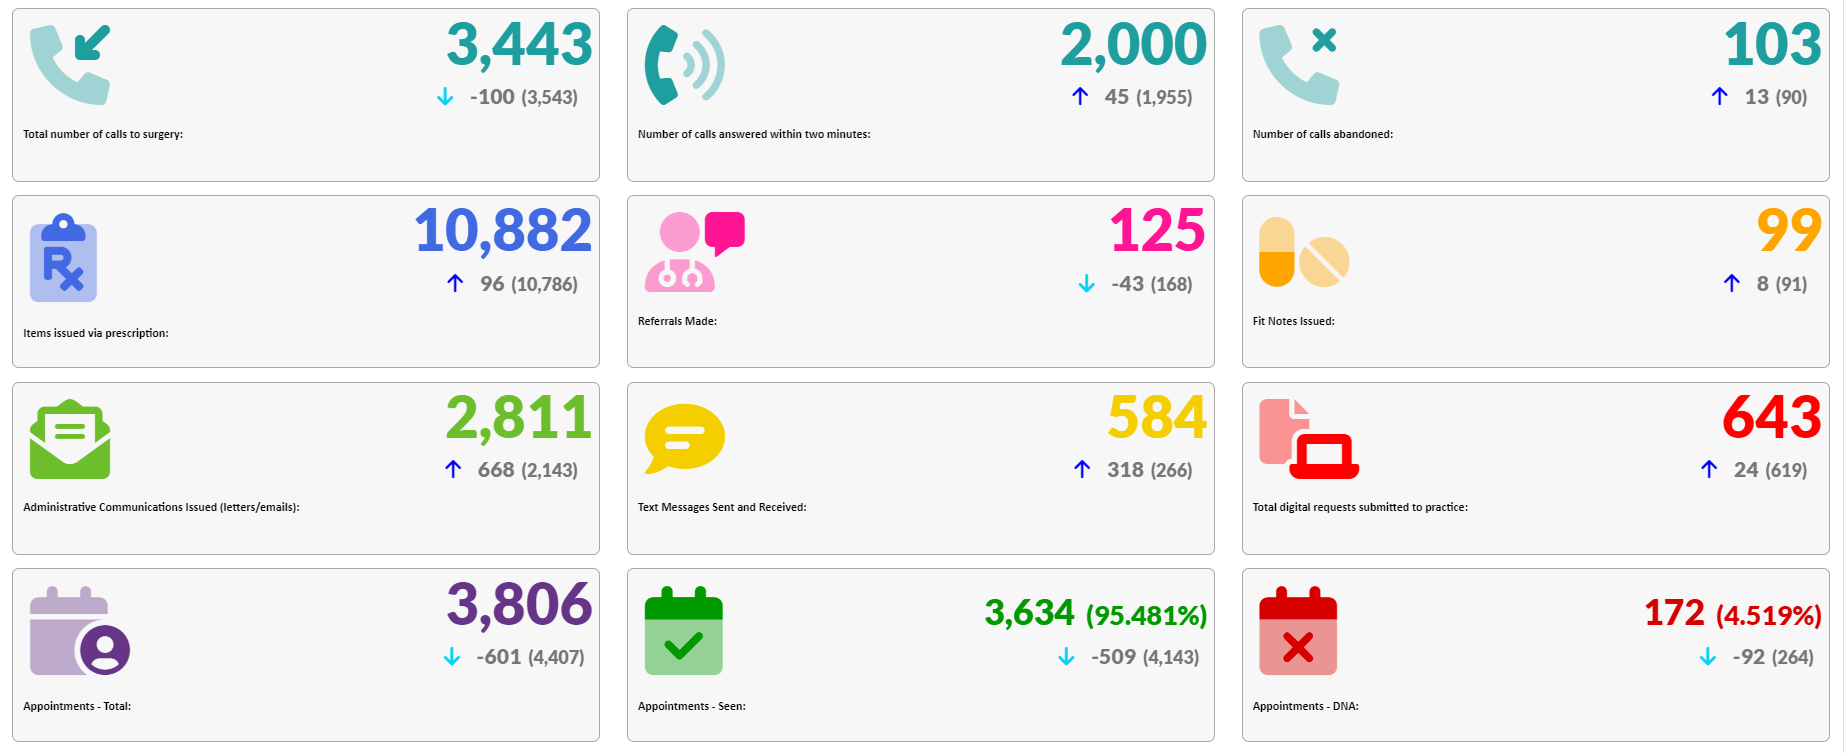 3,443
-100 (3,543)
Total number of calls to surgery:
2,000
45 (1,955)
Number of calls answered within two minutes:
103
13 (90)
Number of calls abandoned:
Rx
10,882
96 (10,786)
Items issued via prescription:
125
-43 (168)
Referrals Made:
99
8 (91)
Fit Notes Issued:
2,811
668 (2,143)
Administrative Communications Issued (letters/emails):
584
318 (266)
Text Messages Sent and Received:
643
24 (619)
Total digital requests submitted to practice:
3,806
-601 (4,407)
Appointments - Total:
3,634 (95.481%)
-509 (4,143)
Appointments - Seen:
172 (4.519%)
-92 (264)
Appointments - DNA: